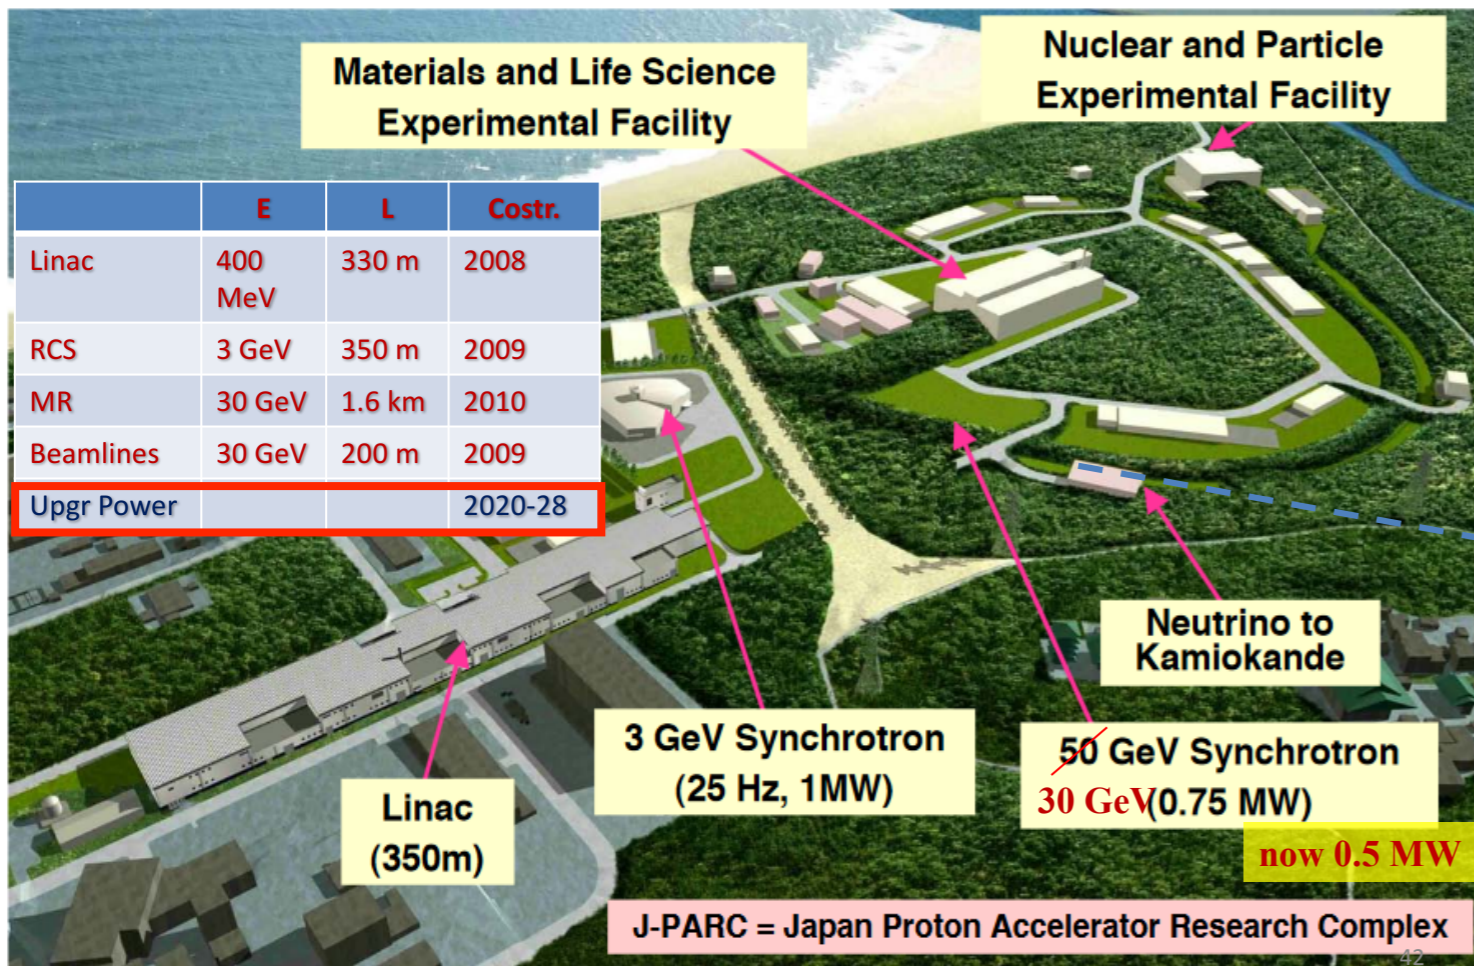 Materials and Life Science
Experimental Facility
Nuclear and Particle
Experimental Facility
E L Costr.
Linac 400 MeV 330 m 2008
RCS 3 GeV 350 m 2009
MR 30 GeV 1.6 km 2010
Beamlines 30 GeV 200 m 2009
Upgr Power 2020-28
Neutrino to
Kamiokande
3 GeV Synchrotron
(25 Hz, 1MW)
50 GeV Synchrotron
30 GeV (0.75 MW)
Linac
(350m)
now 0.5 MW
J-PARC = Japan Proton Accelerator Research Complex
42